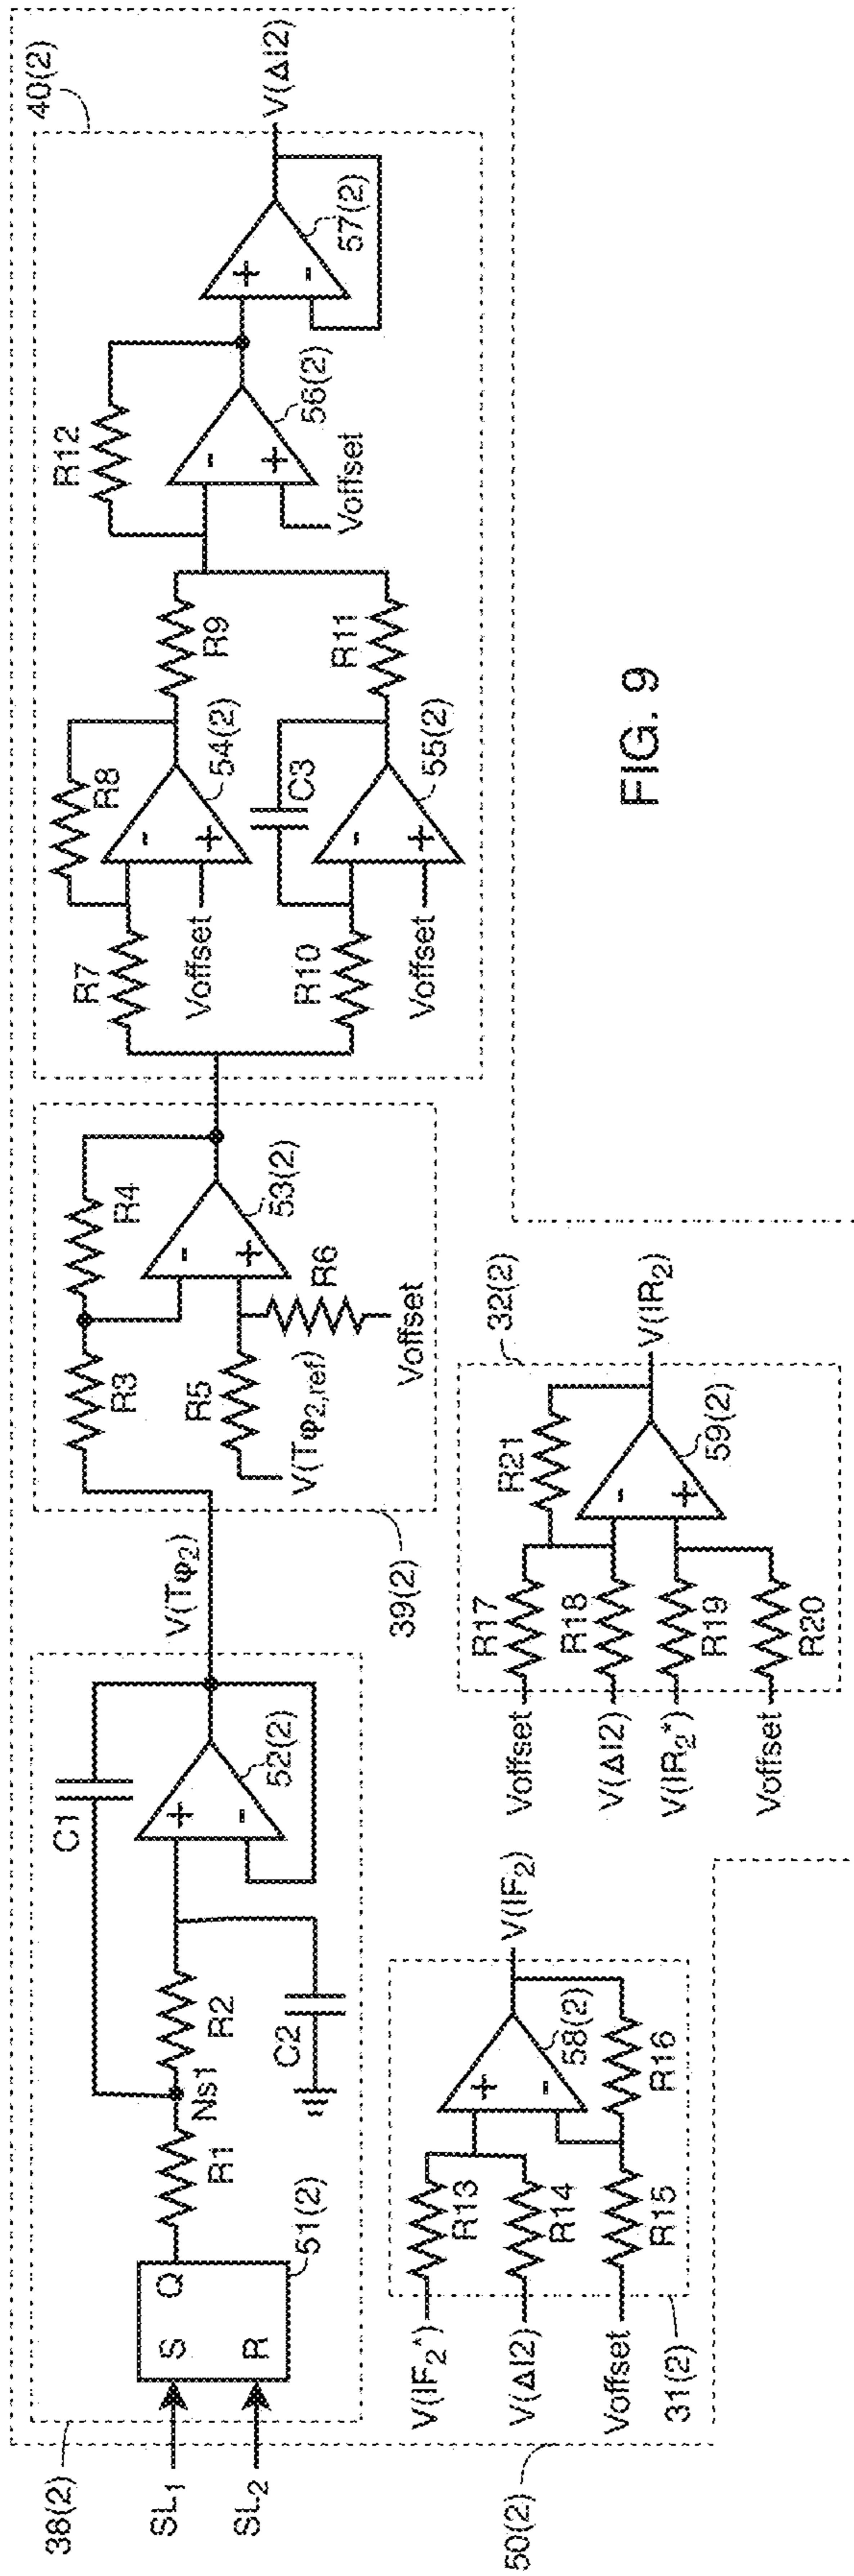 40(2)
V(ΔI2)
57(2)
+
-
R12
56(2)
-
+
Voffset
R9
R11
R8
54(2)
-
+
Voffset
C3
55(2)
-
+
Voffset
R7
R10
R4
53(2)
-
+
R6
Voffset
R3
R5
V(Tφ2,ref)
39(2)
V(Tφ2)
C1
52(2)
+
-
R2
C2
Ns1
R1
51(2)
S
Q
R
SL1
SL2
38(2)
50(2)
32(2)
V(IR2)
59(2)
-
+
R21
R17
R18
R19
R20
Voffset
V(ΔI2)
V(IR2*)
Voffset
V(IF2)
58(2)
+
-
R16
R13
R14
R15
V(IF2*)
V(ΔI2)
Voffset
31(2)
FIG. 9